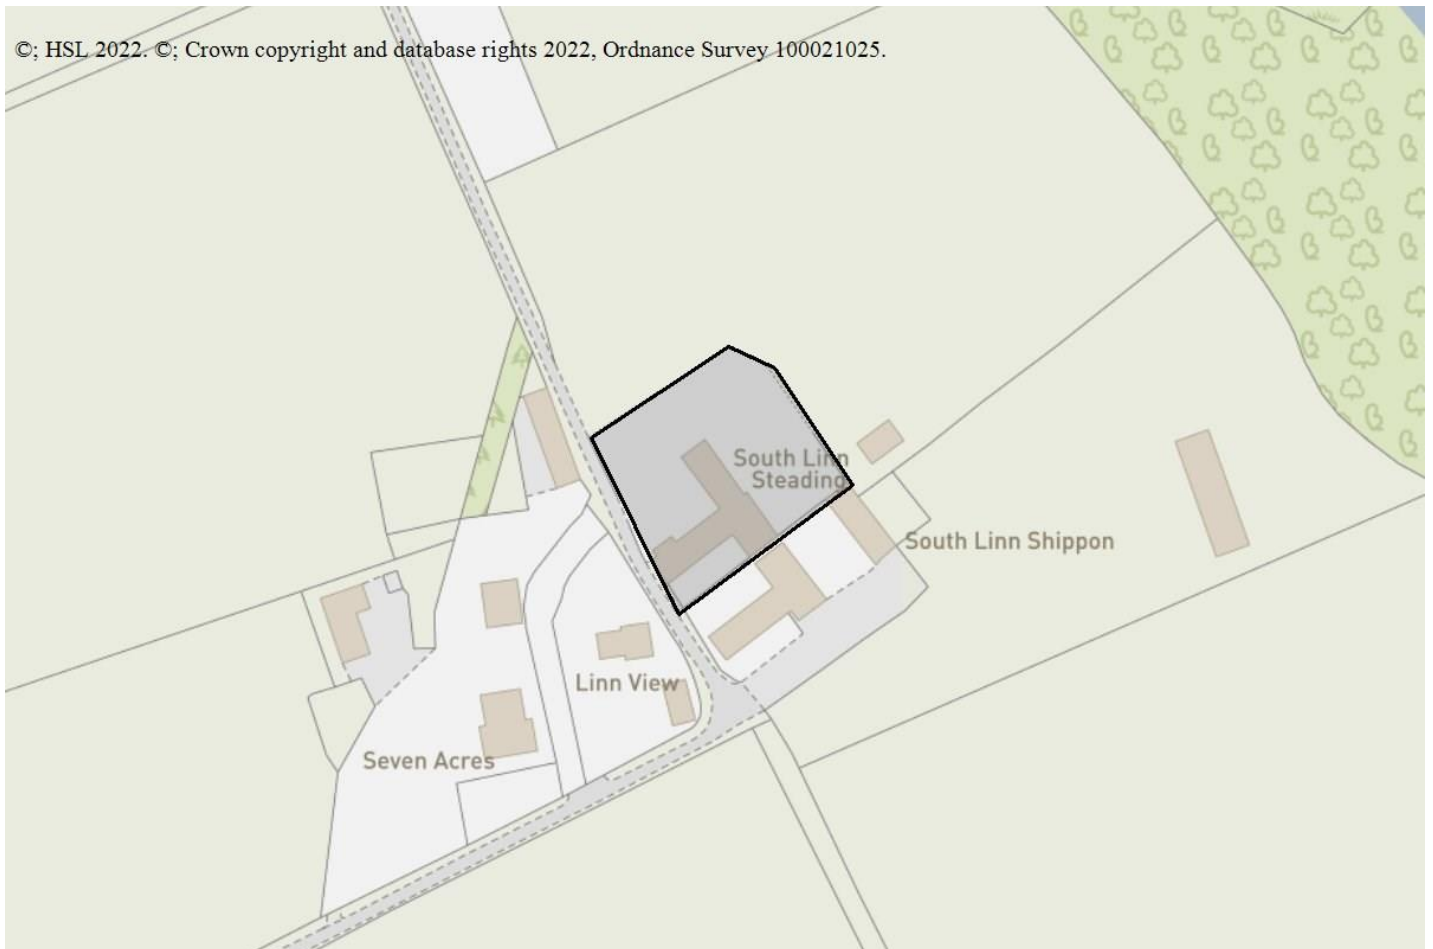 ©; HSL 2022. ©; Crown copyright and database rights 2022, Ordnance Survey 100021025.
South Linn
Steading
South Linn Shippon
Linn View
Seven Acres